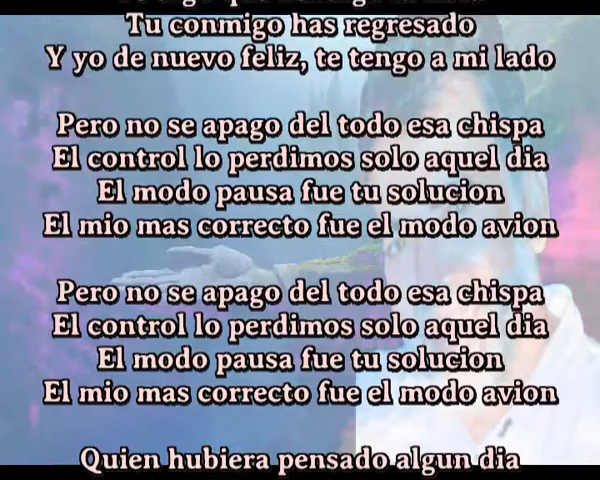 Tu conmigo has regresado
Y yo de nuevo feliz, te tengo a mi lado
Pero no se apago del todo esa chispa
El control lo perdimos solo aquel dia
El modo pausa fue tu solucion
El mio mas correcto fue el modo avion
Pero no se apago del todo esa chispa
El control lo perdimos solo aquel dia
El modo pausa fue tu solucion
El mio mas correcto fue el modo avion
Quien hubiera pensado algun dia